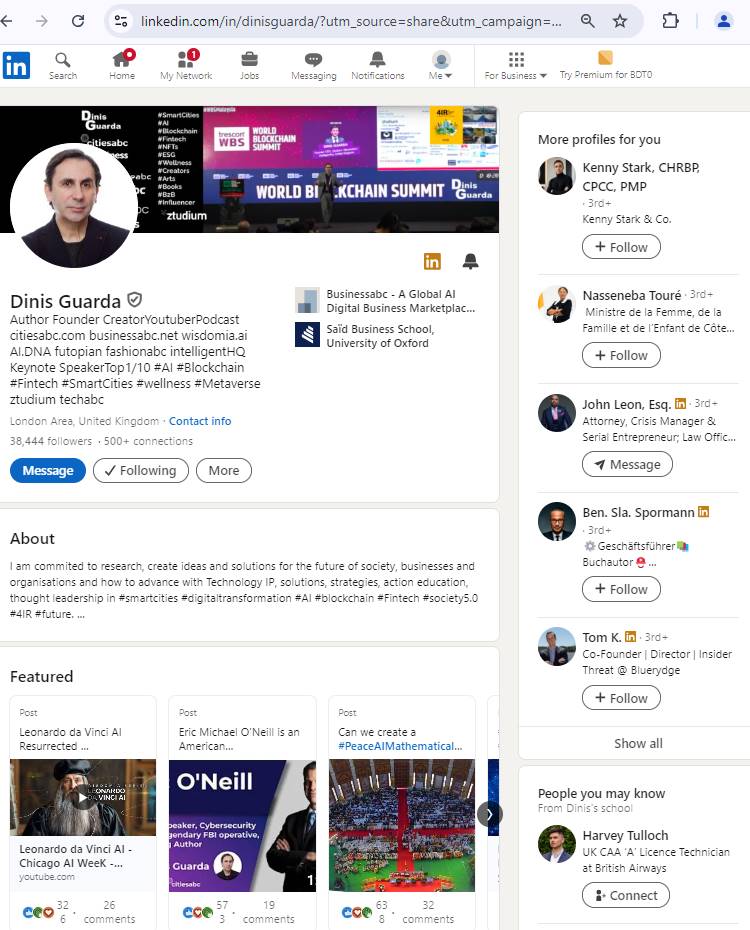 linkedin.com/in/dinisguarda/?utm_source=share&utm_campaign=...
in
Search
Home
1
My Network
Jobs
Messaging
Notifications
Me
For Business
Try Premium for BDT0
Dinis
Guarda
citiesabc
#SmartCities
#AI
#Blockchain
#Fintech
#NFTs
#ESG
#Wellness
#Creators
#Arts
#Books
#B2B
#Influencer
ztudium
trescon
WBS
WORLD
BLOCKCHAIN
SUMMIT
DINIS GUARDA
ztudium
4IR
WORLD BLOCKCHAIN SUMMIT
Dinis
Guarda
Dinis Guarda
Author Founder CreatorYoutuberPodcast
citiesabc.com businessabc.net wisdomia.ai
AI.DNA futopian fashionabc intelligentHQ
Keynote SpeakerTop1/10 #AI #Blockchain
#Fintech #SmartCities #wellness #Metaverse
ztudium techabc
London Area, United Kingdom · Contact info
38,444 followers · 500+ connections
Message
Following
More
in
Businessabc - A Global AI
Digital Business Marketplac...
Saïd Business School,
University of Oxford
About
I am commited to research, create ideas and solutions for the future of society, businesses and
organisations and how to advance with Technology IP, solutions, strategies, action education,
thought leadership in #smartcities #digitaltransformation #AI #blockchain #Fintech #society5.0
#4IR #future. ...
Featured
Post
Leonardo da Vinci AI
Resurrected ...
LEONARDO
DA VINCI AI
Leonardo da Vinci AI -
Chicago AI WeeK -...
youtube.com
32
6
·
26
comments
Post
Eric Michael O'Neill is an
American...
O'Neill
peaker, Cybersecurity
gendary FBI operative,
g Author
Guarda
citiesabc
1
57
3
·
19
comments
Post
Can we create a
#PeaceAIMathematical...
63
8
·
32
comments
More profiles for you
Kenny Stark, CHRBP,
CPCC, PMP
· 3rd+
Kenny Stark & Co.
+ Follow
Nasseneba Touré · 3rd+
Ministre de la Femme, de la
Famille et de l'Enfant de Côte...
+ Follow
John Leon, Esq. in · 3rd+
Attorney, Crisis Manager &
Serial Entrepreneur; Law Offic...
Message
Ben. Sla. Spormann in
· 3rd+
Geschäftsführer
Buchautor ...
+ Follow
Tom K. in · 3rd+
Co-Founder | Director | Insider
Threat @ Bluerydge
+ Follow
Show all
People you may know
From Dinis's school
Harvey Tulloch
UK CAA 'A' Licence Technician
at British Airways
Connect